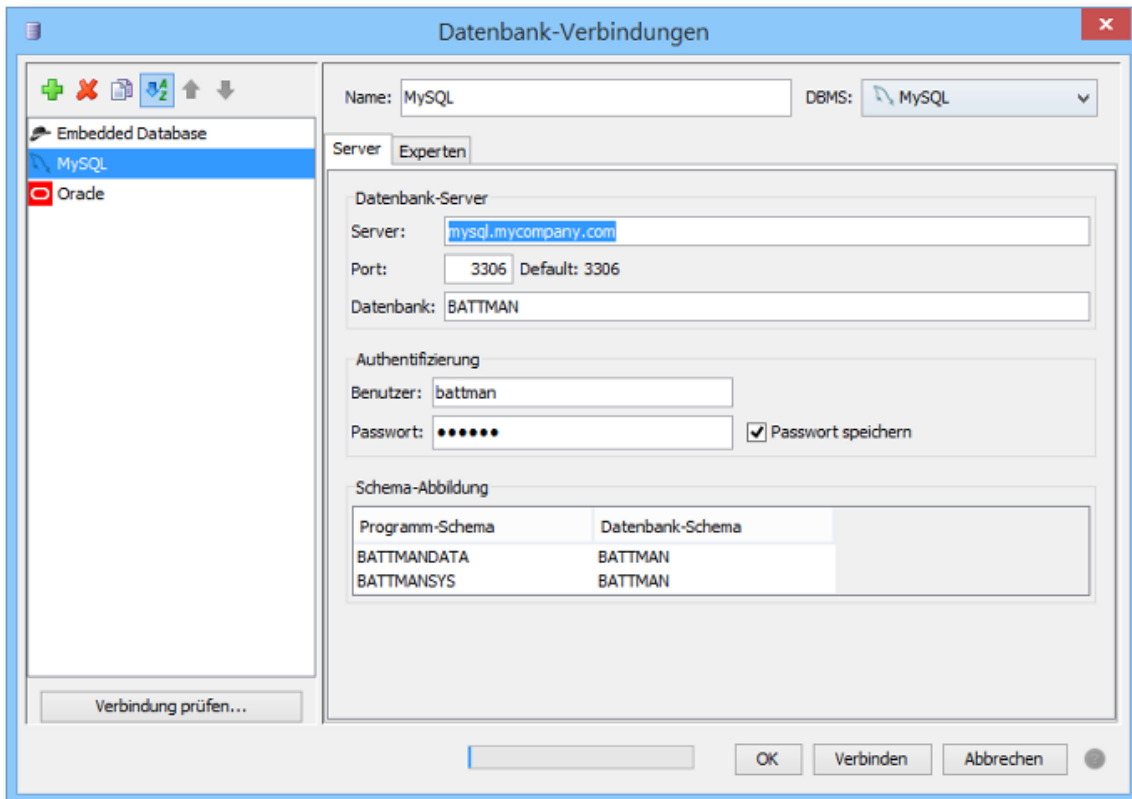 Datenbank-Verbindungen
Embedded Database
MySQL
Oracle
Verbindung prüfen...
Name: MySQL DBMS: MySQL
Server Experten
Datenbank-Server
Server: mysql.mycompany.com
Port: 3306 Default: 3306
Datenbank: BATTMAN
Authentifizierung
Benutzer: battman
Passwort: •••••• Passwort speichern
Schema-Abbildung
Programm-Schema Datenbank-Schema
BATTMANDATA BATTMAN
BATTMANSYS BATTMAN
OK Verbinden Abbrechen